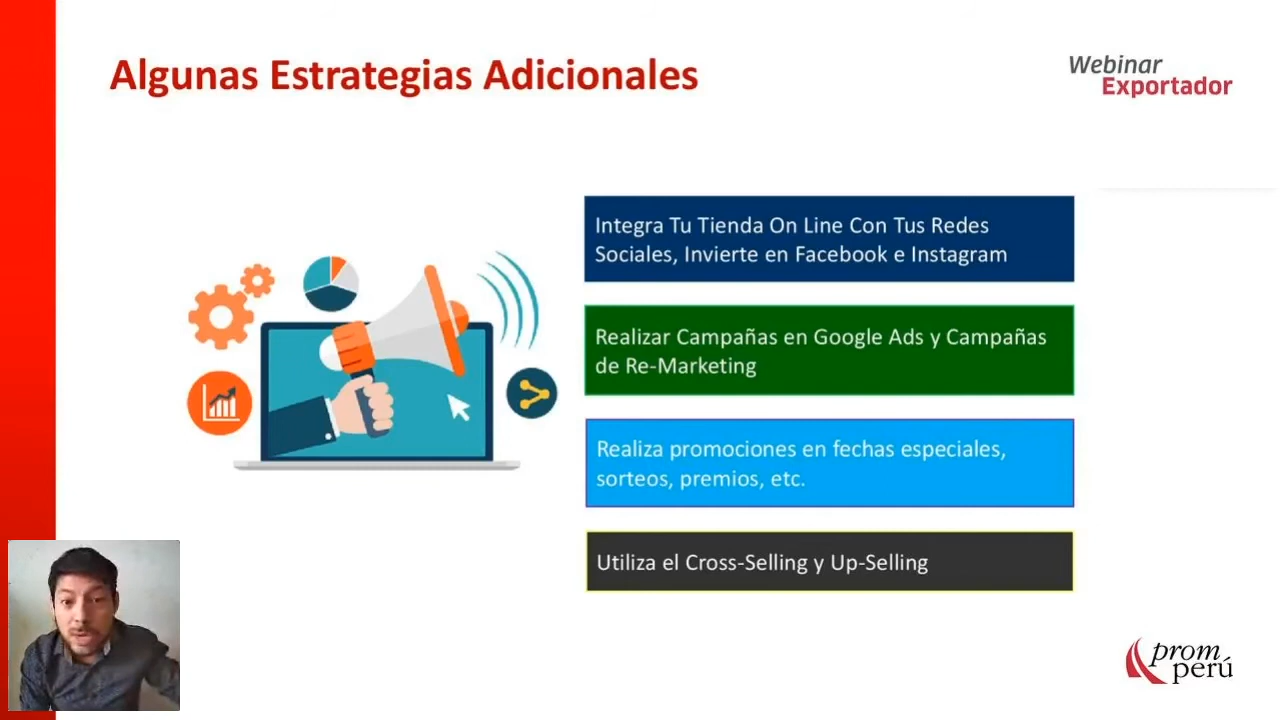 Algunas Estrategias Adicionales
Webinar
Exportador
Integra Tu Tienda On Line Con Tus Redes
Sociales, Invierte en Facebook e Instagram
Realizar Campañas en Google Ads y Campañas
de Re-Marketing
Realiza promociones en fechas especiales,
sorteos, premios, etc.
Utiliza el Cross-Selling y Up-Selling
prom
perú